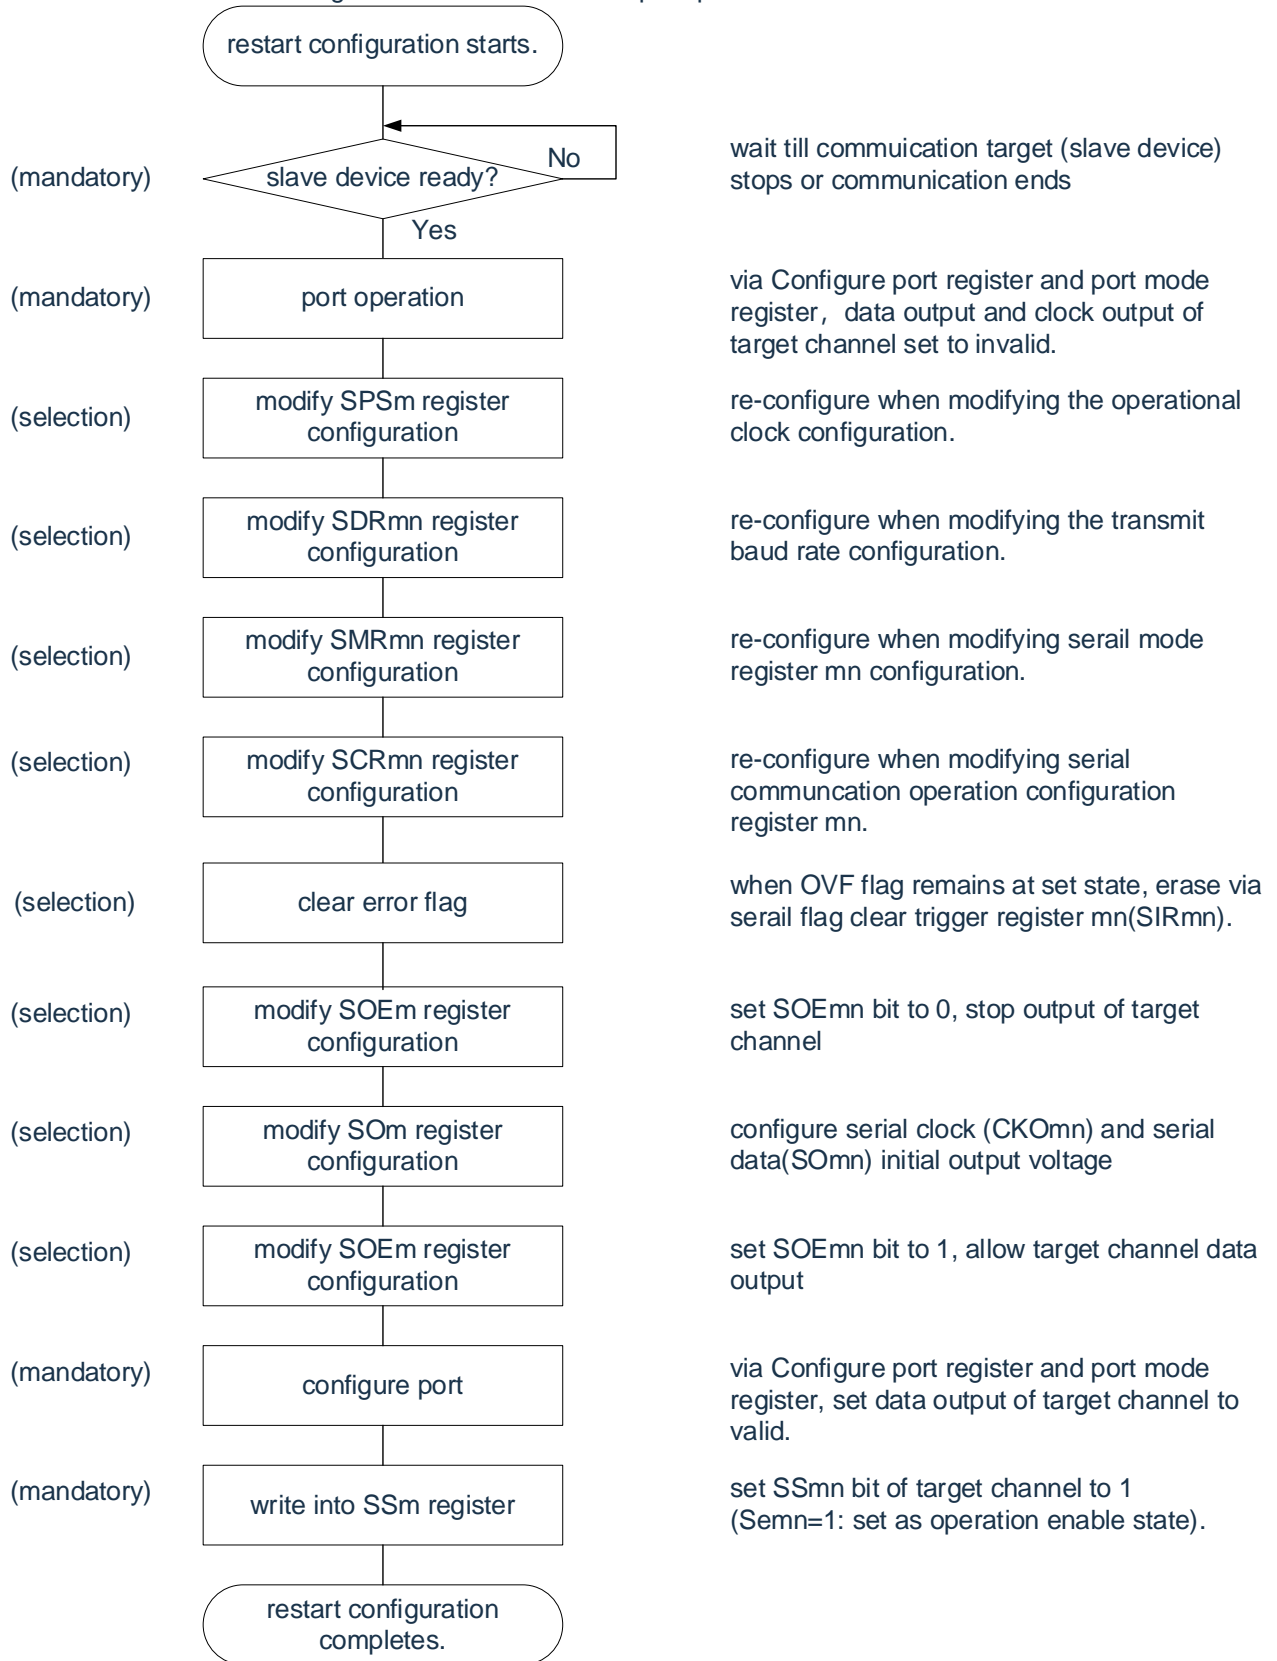 restart configuration starts.
(mandatory)
slave device ready?
No
Yes
wait till commuication target (slave device)
stops or communication ends
(mandatory)
port operation
via Configure port register and port mode
register，data output and clock output of
target channel set to invalid.
(selection)
modify SPSm register
configuration
re-configure when modifying the operational
clock configuration.
(selection)
modify SDRmn register
configuration
re-configure when modifying the transmit
baud rate configuration.
(selection)
modify SMRmn register
configuration
re-configure when modifying serail mode
register mn configuration.
(selection)
modify SCRmn register
configuration
re-configure when modifying serial
communcation operation configuration
register mn.
(selection)
clear error flag
when OVF flag remains at set state, erase via
serail flag clear trigger register mn(SIRmn).
(selection)
modify SOEm register
configuration
set SOEmn bit to 0, stop output of target
channel
(selection)
modify SOm register
configuration
configure serial clock (CKOmn) and serial
data(SOmn) initial output voltage
(selection)
modify SOEm register
configuration
set SOEmn bit to 1, allow target channel data
output
(mandatory)
configure port
via Configure port register and port mode
register, set data output of target channel to
valid.
(mandatory)
write into SSm register
set SSmn bit of target channel to 1
(Semn=1: set as operation enable state).
restart configuration
completes.